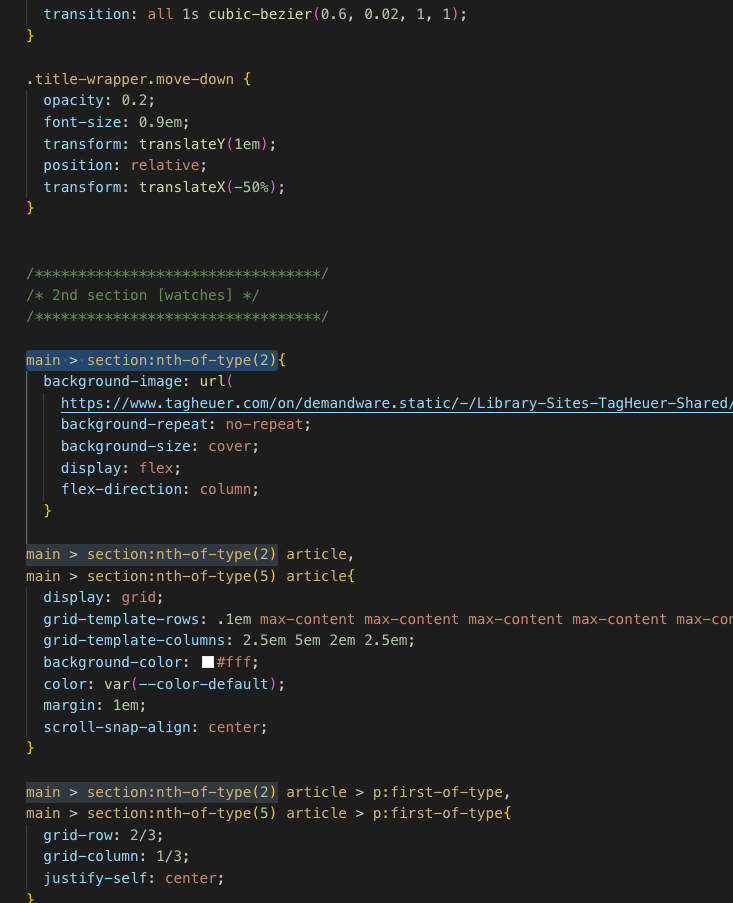 transition: all 1s cubic-bezier(0.6, 0.02, 1, 1);
}
.title-wrapper.move-down {
opacity: 0.2;
font-size: 0.9em;
transform: translateY(1em);
position: relative;
transform: translateX(-50%);
}
/*********************************/
/* 2nd section [watches] */
/*********************************/
main > section:nth-of-type(2){
background-image: url(
https://www.tagheuer.com/on/demandware.static/-/Library-Sites-TagHeuer-Shared/
background-repeat: no-repeat;
background-size: cover;
display: flex;
flex-direction: column;
}
main > section:nth-of-type(2) article,
main > section:nth-of-type(5) article{
display: grid;
grid-template-rows: .1em max-content max-content max-content max-content max-con
grid-template-columns: 2.5em 5em 2em 2.5em;
background-color: #fff;
color: var(--color-default);
margin: 1em;
scroll-snap-align: center;
}
main > section:nth-of-type(2) article > p:first-of-type,
main > section:nth-of-type(5) article > p:first-of-type{
grid-row: 2/3;
grid-column: 1/3;
justify-self: center;
}